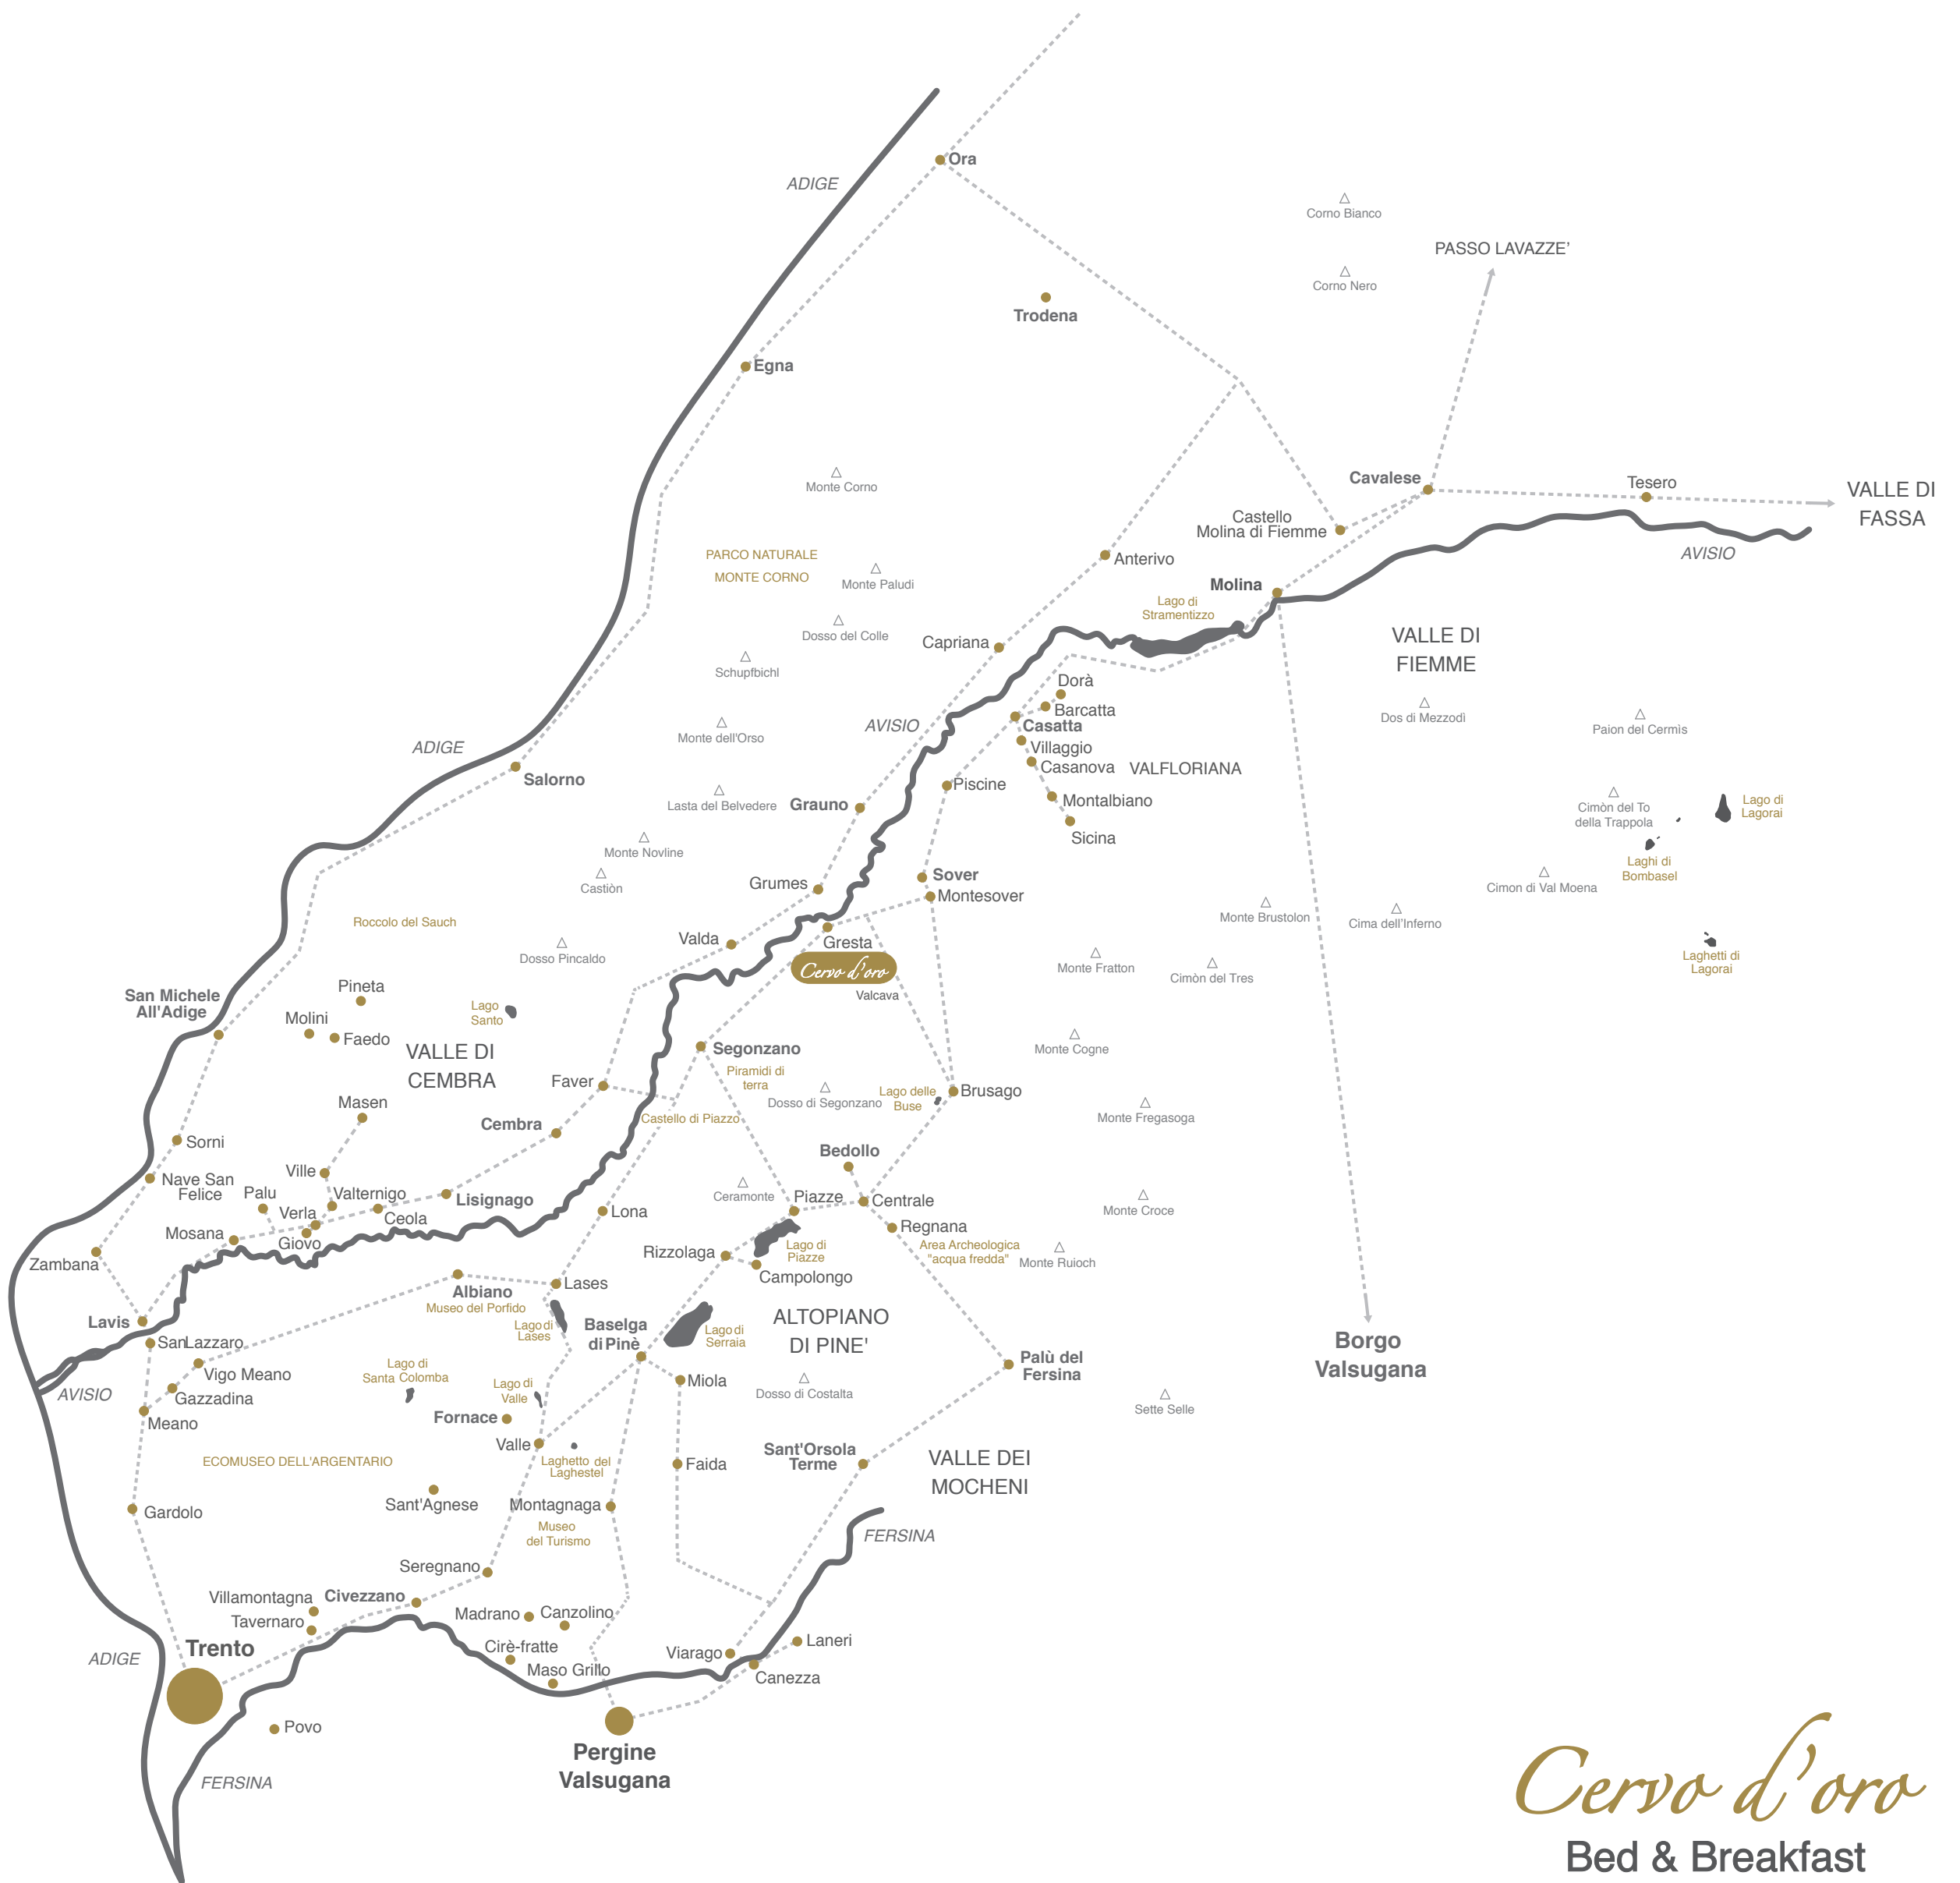 Ora
ADIGE
Corno Bianco
PASSO LAVAZZE'
Corno Nero
Trodena
Egna
Monte Corno
Cavalese
Tesero
VALLE DI
FASSA
Castello
Molina di Fiemme
AVISIO
PARCO NATURALE
MONTE CORNO
Anterivo
Monte Paludi
Molina
Lago di
Stramentizzo
Dosso del Colle
Capriana
VALLE DI
FIEMME
Schupfbichl
Dorà
Barcatta
Dos di Mezzodì
Paion del Cermis
Monte dell'Orso
AVISIO
Casatta
Villaggio
Casanova
VALFLORIANA
ADIGE
Salorno
Piscine
Montalbiano
Lasta del Belvedere
Grauno
Sicina
Cimòn del To
della Trappola
Lago di
Lagorai
Monte Novline
Laghi di
Bombasel
Castiòn
Grumes
Sover
Montesover
Cimon di Val Moena
Monte Brustolon
Cima dell'Inferno
Roccolo del Sauch
Valda
Gresta
Dosso Pincaldo
Cervo d'oro
Valcava
Monte Fratton
Cimòn del Tres
Laghetti di
Lagorai
San Michele
All'Adige
Pineta
Molini
Faedo
Lago
Santo
VALLE DI
CEMBRA
Segonzano
Monte Cogne
Piramidi di
terra
Faver
Dosso di Segonzano
Lago delle
Buse
Brusago
Masen
Castello di Piazzo
Monte Fregasoga
Cembra
Sorni
Bedollo
Ville
Nave San
Felice
Palu
Valternigo
Lisignago
Ceramonte
Piazze
Centrale
Monte Croce
Verla
Ceola
Lona
Mosana
Giovo
Regnana
Zambana
Rizzolaga
Lago di
Piazze
Area Archeologica
"acqua fredda"
Monte Ruioch
Campolongo
Albiano
Lases
Museo del Porfido
Lavis
Lago di
Lases
Baselga
di Pinè
Lago di
Serraia
ALTOPIANO
DI PINE'
San Lazzaro
Borgo
Valsugana
Vigo Meano
Lago di
Santa Colomba
Palù del
Fersina
Gazzadina
AVISIO
Miola
Dosso di Costalta
Lago di
Valle
Sette Selle
Meano
Fornace
Valle
ECOMUSEO DELL'ARGENTARIO
Laghetto del
Laghestel
Faida
Sant'Orsola
Terme
VALLE DEI
MOCHENI
Sant'Agnese
Montagnaga
Gardolo
Museo
del Turismo
FERSINA
Seregnano
Villamontagna
Civezzano
Tavernaro
Madrano
Canzolino
Trento
Laneri
ADIGE
Cirè-fratte
Viarago
Maso Grillo
Canezza
Povo
Pergine
Valsugana
FERSINA
Cervo d'oro
Bed & Breakfast